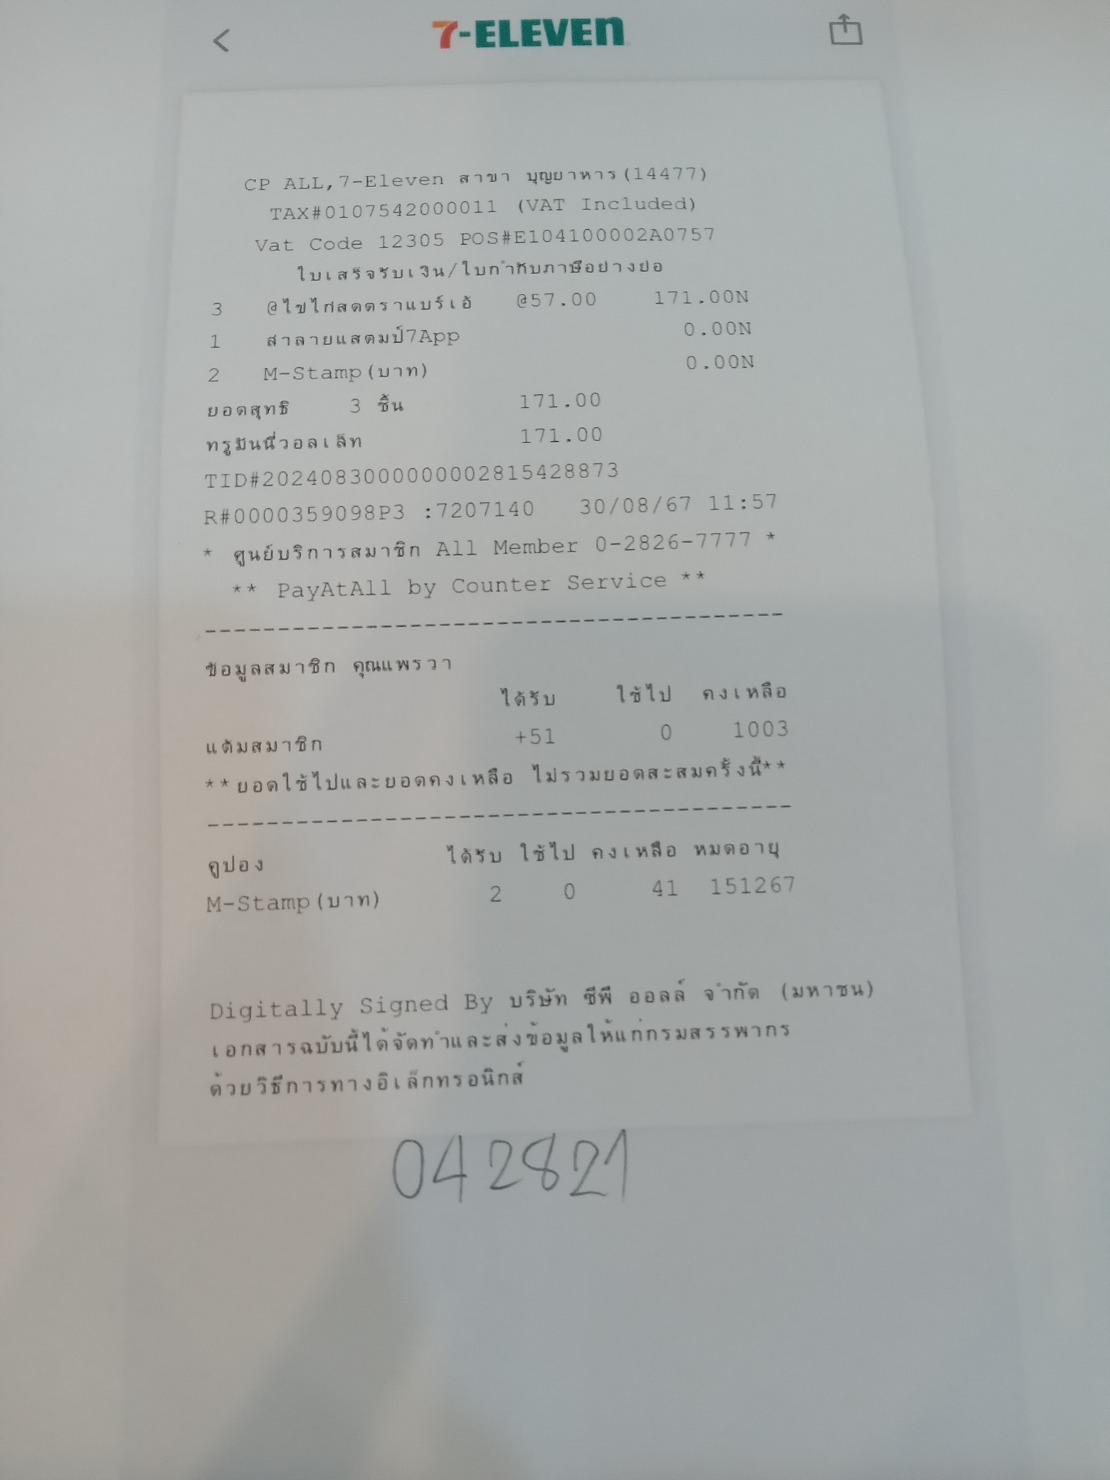 7-ELEVEn
CP ALL,7-Eleven สาขา บุญยาหาร(14477)
TAX#0107542000011 (VAT Included)
Vat Code 12305 POS#E104100002A0757
ใบเสร็จรับเงิน/ใบกำกับภาษีอย่างย่อ
3 @ไข่ไก่สดตราแบร์เอ้ @57.00 171.00N
1 สาลายแสตมป์7App 0.00N
2 M-Stamp(บาท) 0.00N
ยอดสุทธิ 3 ชิ้น 171.00
ทรูมันนี่วอลเล็ท 171.00
TID#2024083000000002815428873
R#0000359098P3 :7207140 30/08/67 11:57
* ศูนย์บริการสมาชิก All Member 0-2826-7777 *
** PayAtAll by Counter Service **
ข้อมูลสมาชิก คุณแพรวา
ได้รับ ใช้ไป คงเหลือ
แต้มสมาชิก +51 0 1003
**ยอดใช้ไปและยอดคงเหลือ ไม่รวมยอดสะสมครั้งนี้**
คูปอง ได้รับ ใช้ไป คงเหลือ หมดอายุ
M-Stamp(บาท) 2 0 41 151267
Digitally Signed By บริษัท ซีพี ออลล์ จำกัด (มหาชน)
เอกสารฉบับนี้ได้จัดทำและส่งข้อมูลให้แก่กรมสรรพากร
ด้วยวิธีการทางอิเล็กทรอนิกส์
042821